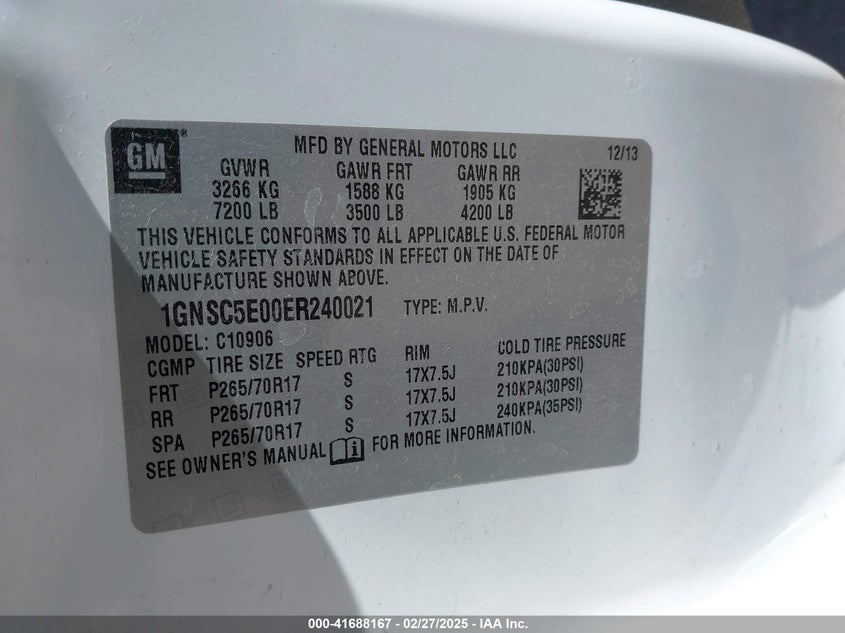 GM
MFD BY GENERAL MOTORS LLC 12/13
GVWR GAWR FRT GAWR RR
3266 KG 1588 KG 1905 KG
7200 LB 3500 LB 4200 LB
THIS VEHICLE CONFORMS TO ALL APPLICABLE U.S. FEDERAL MOTOR
VEHICLE SAFETY STANDARDS IN EFFECT ON THE DATE OF
MANUFACTURE SHOWN ABOVE.
1GNSC5E00ER240021 TYPE: M.P.V.
MODEL: C10906
CGMP TIRE SIZE SPEED RTG RIM COLD TIRE PRESSURE
FRT P265/70R17 S 17X7.5J 210KPA(30PSI)
RR P265/70R17 S 17X7.5J 210KPA(30PSI)
SPA P265/70R17 S 17X7.5J 240KPA(35PSI)
SEE OWNER'S MANUAL FOR MORE INFORMATION.
000-41688167 - 02/27/2025 - IAA Inc.